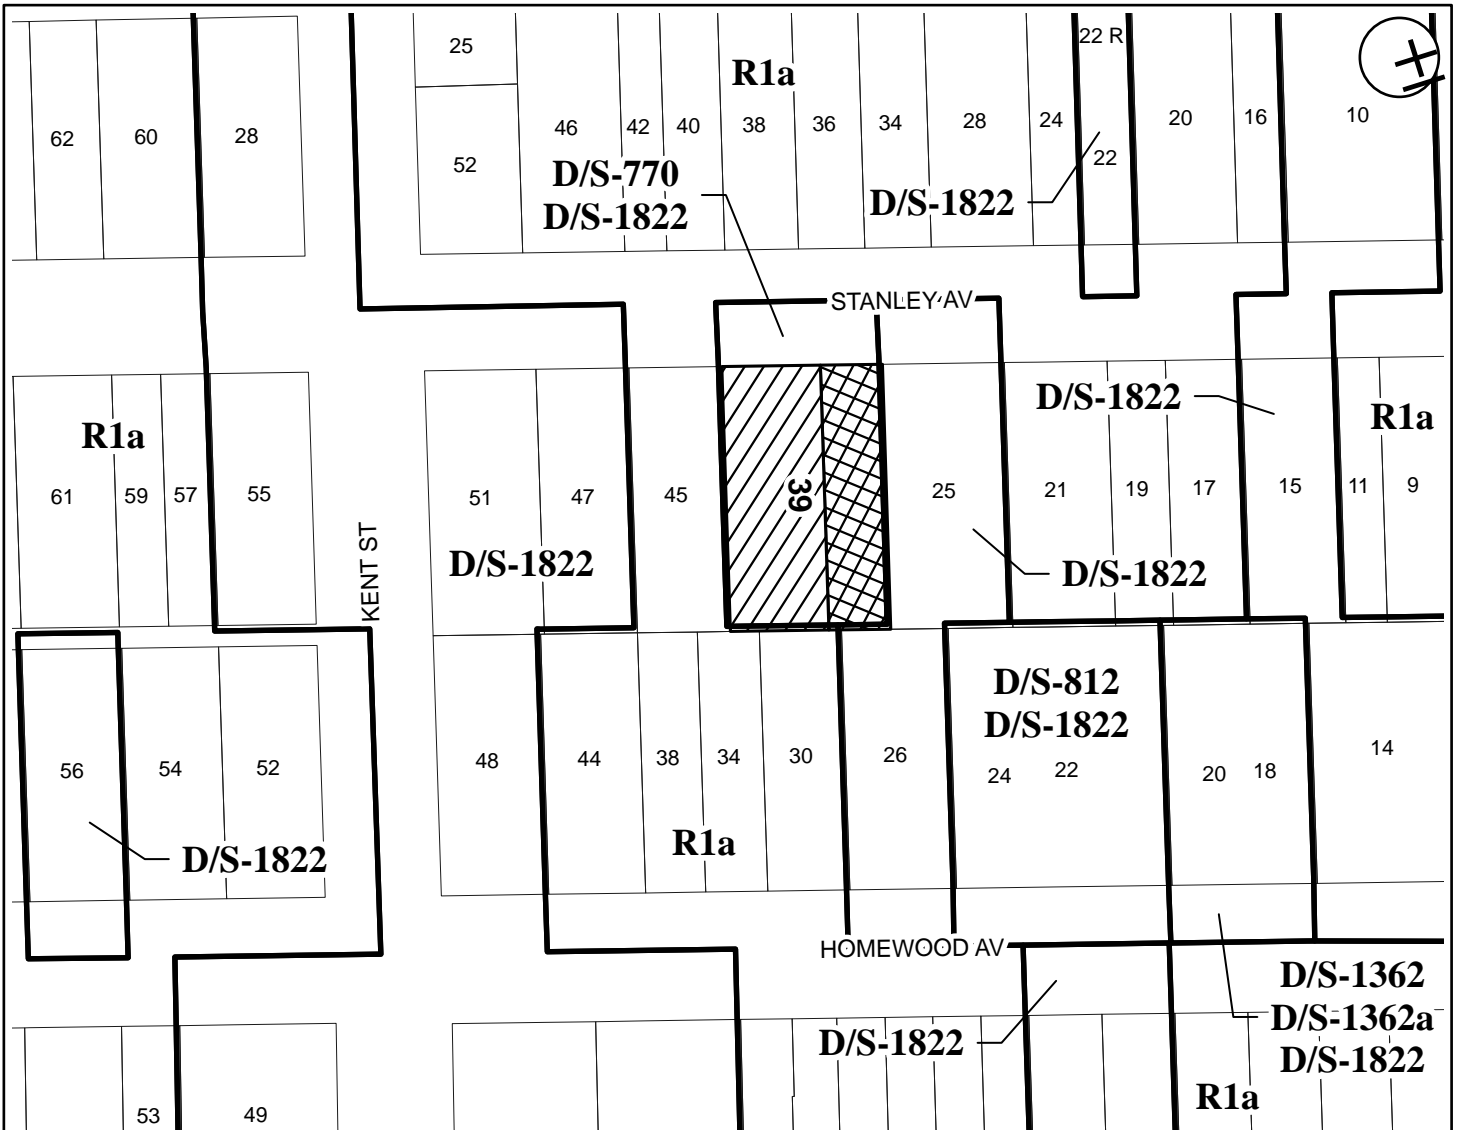 25
22 R
R1a
62
60
28
46
42
40
38
36
34
28
24
20
16
10
52
22
D/S-770
D/S-1822
D/S-1822
STANLEY AV
D/S-1822
R1a
R1a
61
59
57
55
KENT ST
51
47
45
39
25
21
19
17
15
11
9
D/S-1822
D/S-1822
D/S-812
D/S-1822
56
54
52
48
44
38
34
30
26
24
22
20
18
14
D/S-1822
R1a
HOMEWOOD AV
D/S-1362
D/S-1362a
D/S-1822
D/S-1822
R1a
53
49